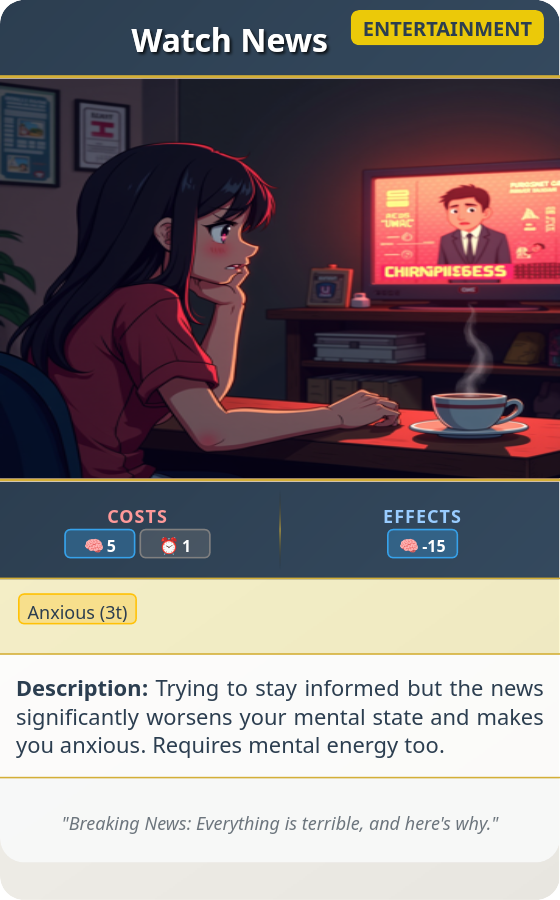 Watch News
ENTERTAINMENT
CHIRNPIIEGESS
COSTS
🧠 5
⏰ 1
EFFECTS
🧠 -15
Anxious (3t)
Description: Trying to stay informed but the news
significantly worsens your mental state and makes
you anxious. Requires mental energy too.
"Breaking News: Everything is terrible, and here's why."